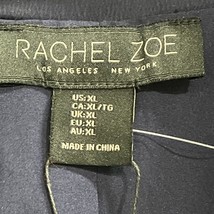 RACHEL ZOE
LOS ANGELES NEW YORK
US:XL
CA:XL/TG
UK:XL
EU:XL
AU:XL
MADE IN CHINA